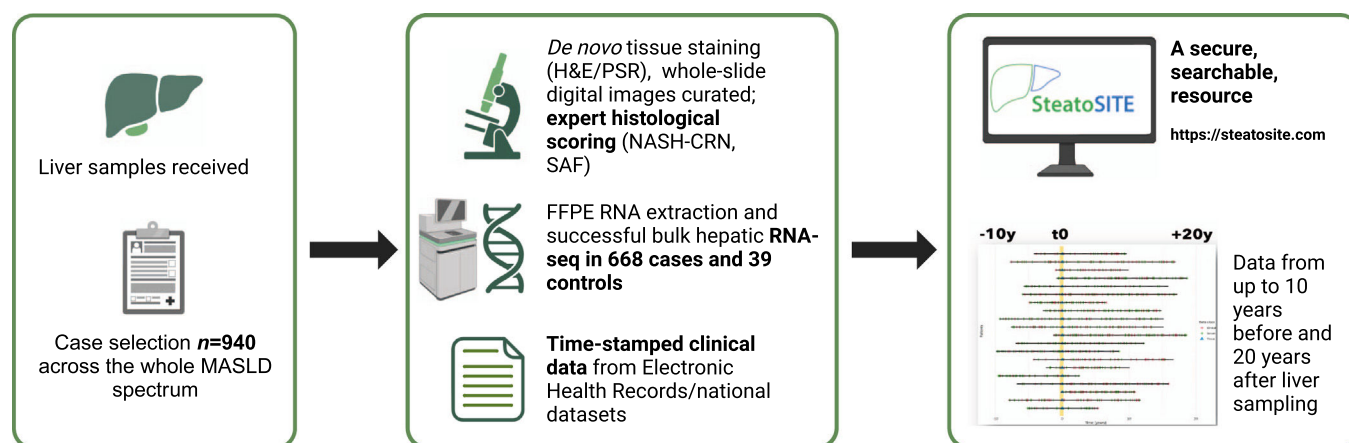 Liver samples received
Case selection n=940
across the whole MASLD
spectrum
De novo tissue staining
(H&E/PSR), whole-slide
digital images curated;
expert histological
scoring (NASH-CRN,
SAF)
FFPE RNA extraction and
successful bulk hepatic RNA-
seq in 668 cases and 39
controls
Time-stamped clinical
data from Electronic
Health Records/national
datasets
SteatoSITE
A secure,
searchable,
resource
https://steatosite.com
-10y t0 +20y
Data from
up to 10
years
before and
20 years
after liver
sampling